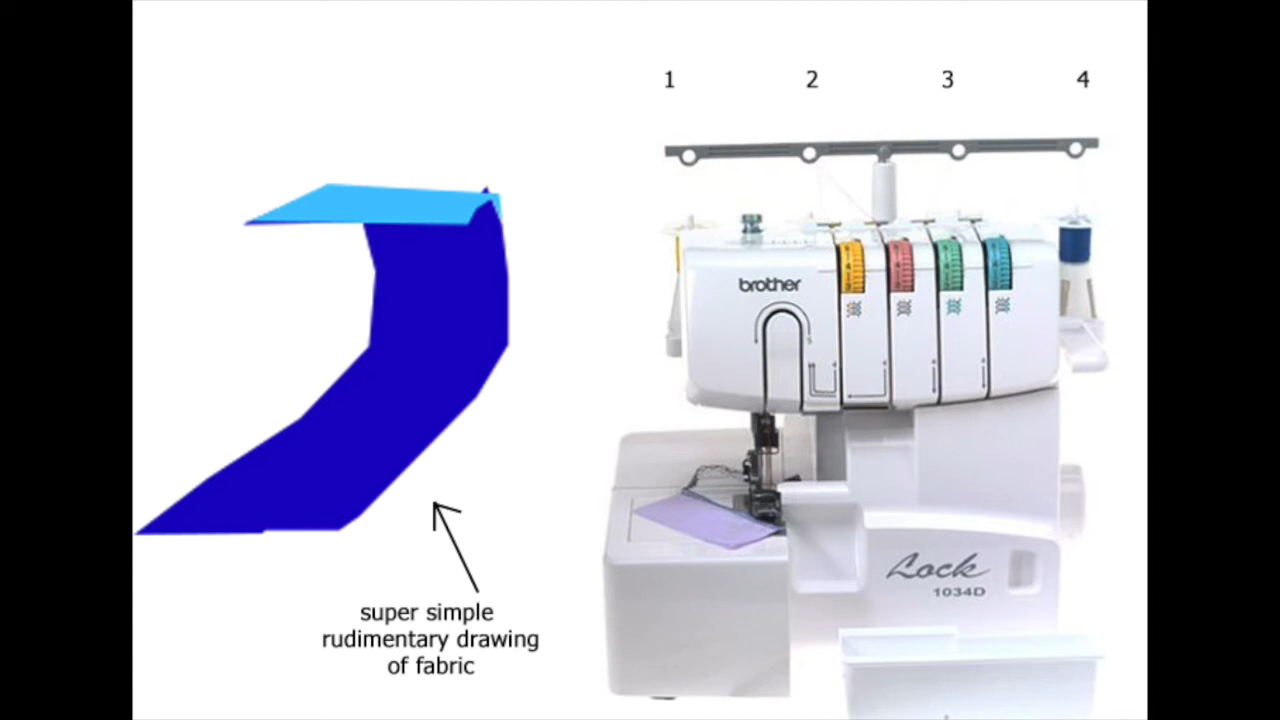 1 2 3 4
brother
Lock
1034D
super simple
rudimentary drawing
of fabric